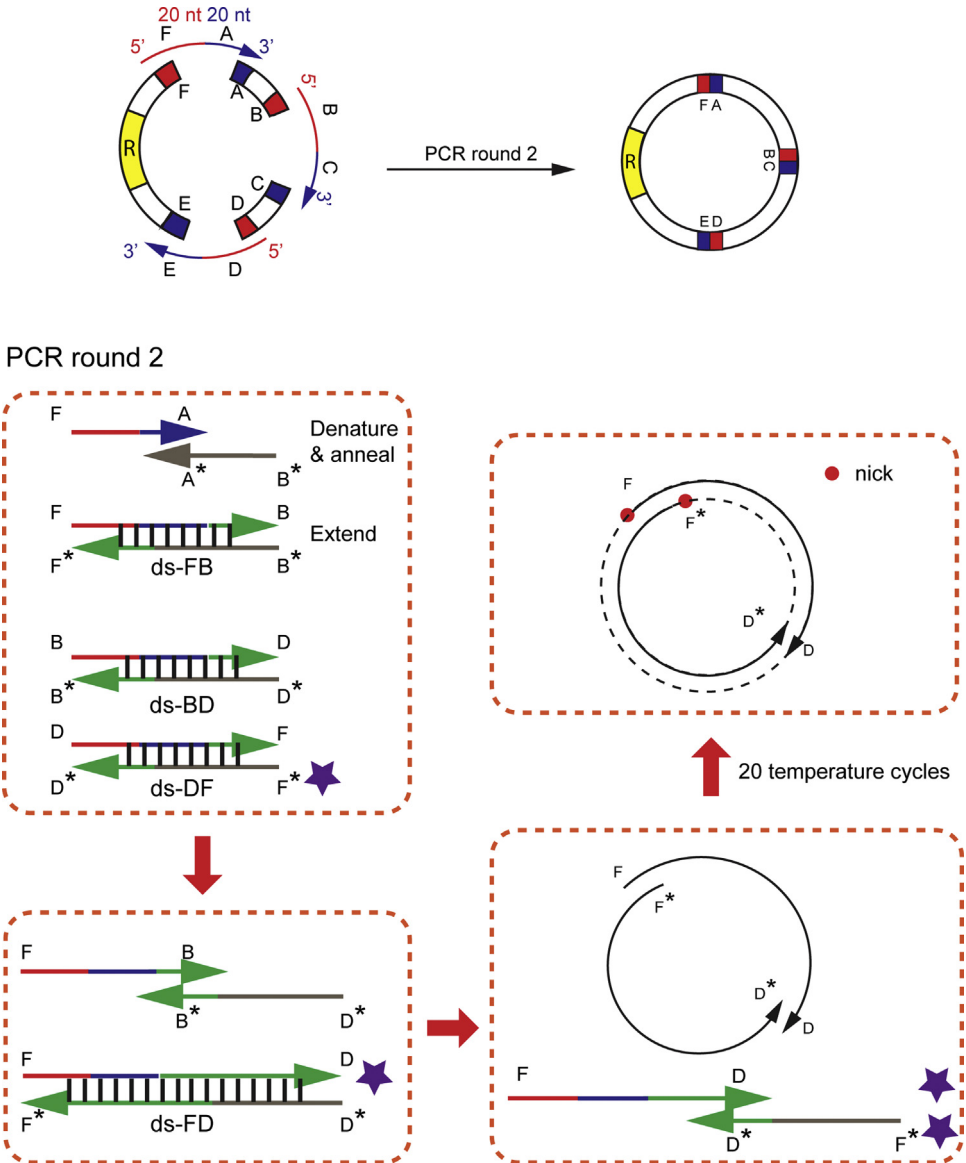 20 nt 20 nt
F A
5’ 3’
F A
B
5’
B
R
C
C
3’
D
E
3’ 5’
E D
PCR round 2
F A
R
B C
E D
PCR round 2
F A
Denature
& anneal
A* B*
F B
Extend
F* B*
ds-FB
B D
B* D*
ds-BD
D F
D* F*
ds-DF
F B
B* D*
F D
F* D*
ds-FD
nick
F
F*
D*
D
20 temperature cycles
F
F*
D*
D
F D
D* F*